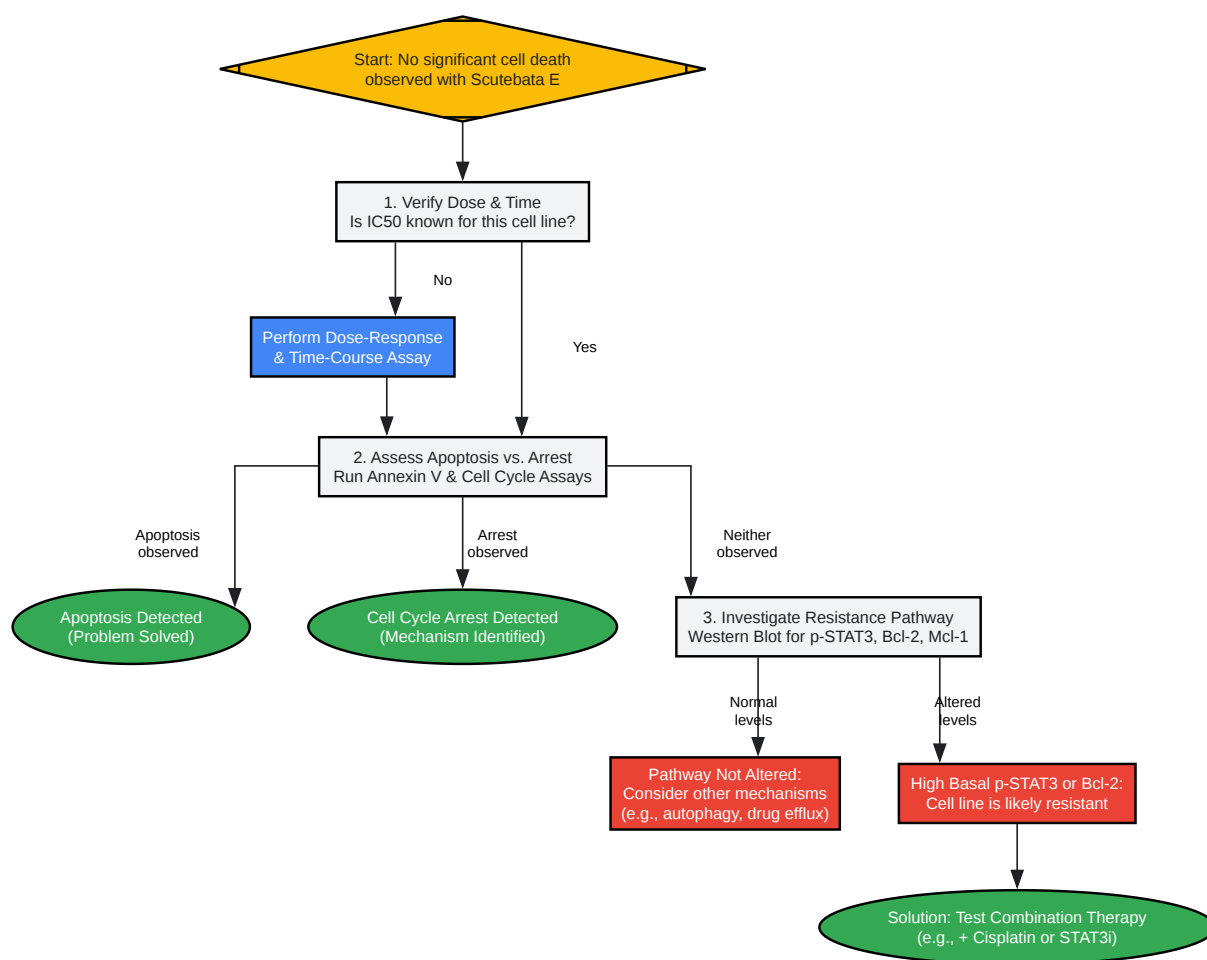 Start: No significant cell death
observed with Scutebata E
1. Verify Dose & Time
Is IC50 known for this cell line?
No
Perform Dose-Response
& Time-Course Assay
Yes
2. Assess Apoptosis vs. Arrest
Run Annexin V & Cell Cycle Assays
Apoptosis
observed
Arrest
observed
Neither
observed
Apoptosis Detected
(Problem Solved)
Cell Cycle Arrest Detected
(Mechanism Identified)
3. Investigate Resistance Pathway
Western Blot for p-STAT3, Bcl-2, Mcl-1
Normal
levels
Altered
levels
Pathway Not Altered:
Consider other mechanisms
(e.g., autophagy, drug efflux)
High Basal p-STAT3 or Bcl-2:
Cell line is likely resistant
Solution: Test Combination Therapy
(e.g., + Cisplatin or STAT3i)